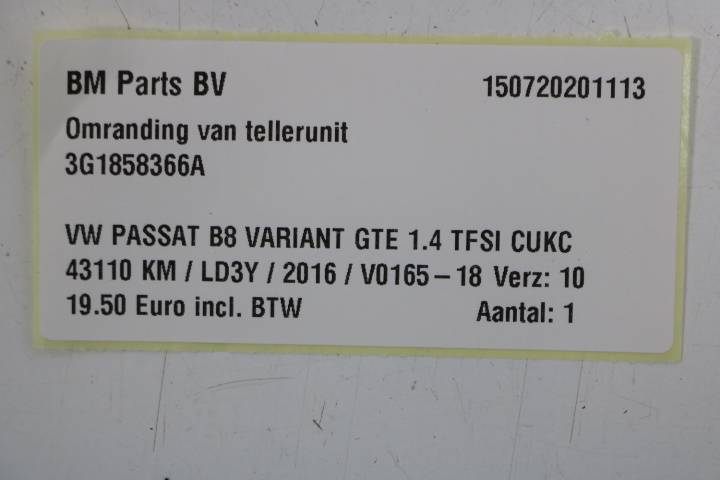 BM Parts BV 150720201113
Omranding van tellerunit
3G1858366A
VW PASSAT B8 VARIANT GTE 1.4 TFSI CUKC
43110 KM / LD3Y / 2016 / V0165-18 Verz: 10
19.50 Euro incl. BTW Aantal: 1